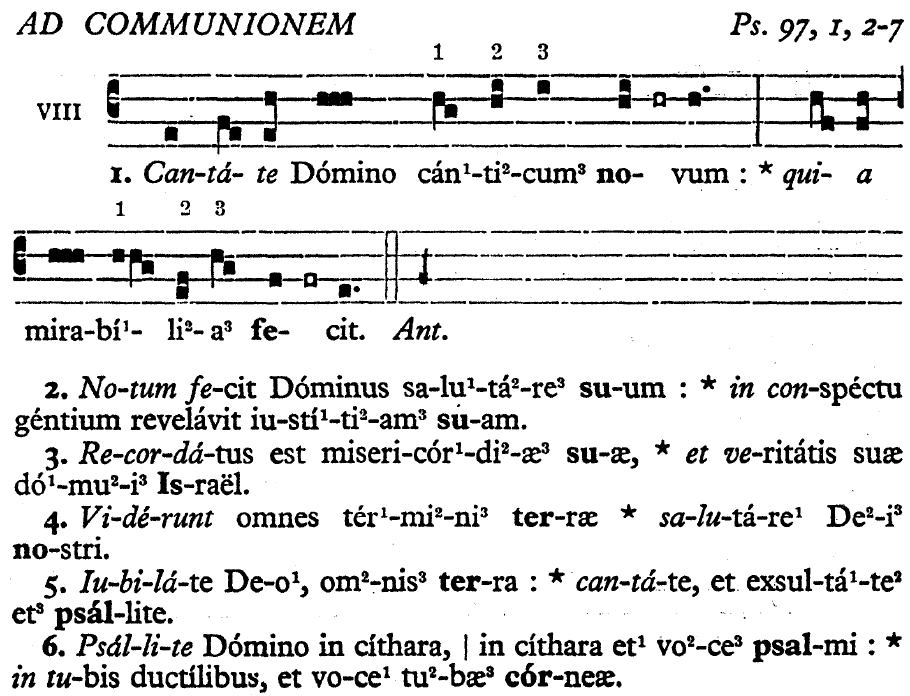 AD COMMUNIONEM Ps. 97, 1, 2-7
1 2 3
VIII
1. Can-tá- te Dómino cán¹-ti²-cum³ no- vum : * qui- a
1 2 3
mira-bí¹- li²- a³ fe- cit. Ant.
2. No-tum fe-cit Dóminus sa-lu¹-tá²-re³ su-um : * in con-spéctu
géntium revelávit iu-stí¹-ti²-am³ su-am.
3. Re-cor-dá-tus est miseri-cór¹-di²-æ³ su-æ, * et ve-ritátis suæ
dó¹-mu²-i³ Is-raël.
4. Vi-dé-runt omnes tér¹-mi²-ni³ ter-ræ * sa-lu-tá-re¹ De²-i³
no-stri.
5. Iu-bi-lá-te De-o¹, om²-nis³ ter-ra : * can-tá-te, et exsul-tá¹-te²
et³ psál-lite.
6. Psál-li-te Dómino in cíthara, | in cíthara et¹ vo²-ce³ psal-mi : *
in tu-bis ductílibus, et vo-ce¹ tu²-bæ³ cór-neæ.